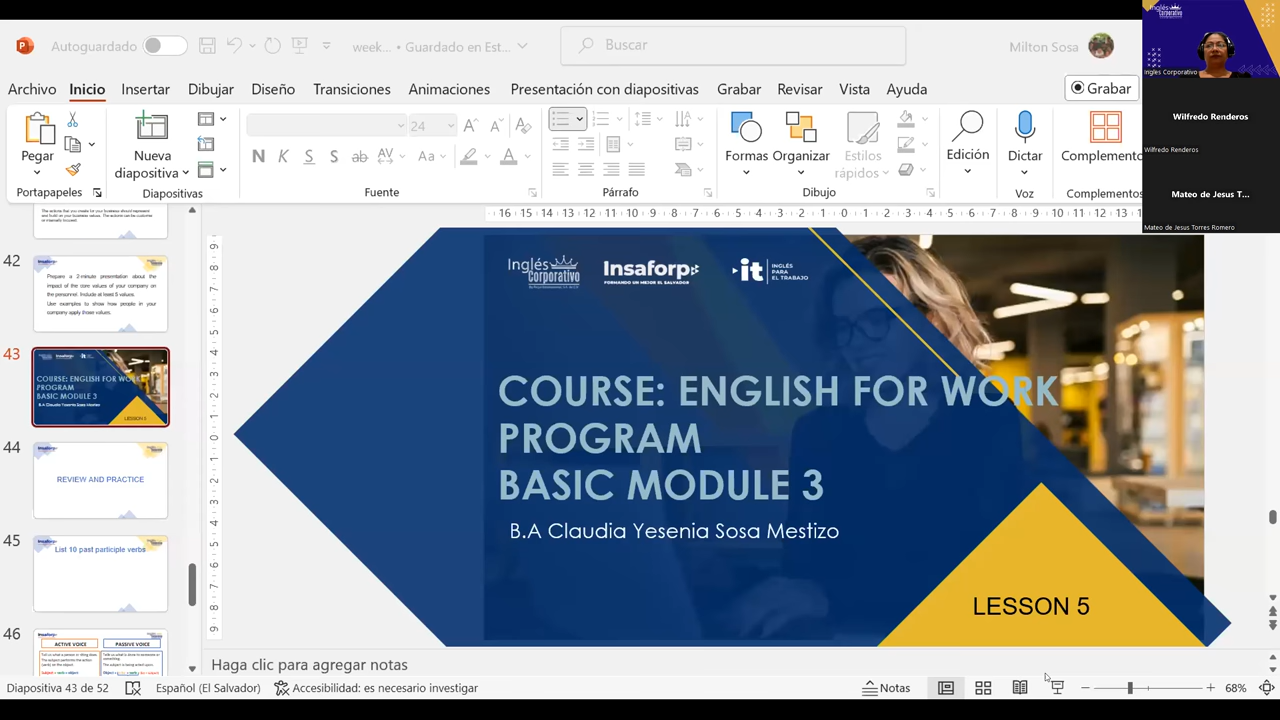 Autoguardado
week... • Guardado en Est...
Buscar
Milton Sosa
Archivo
Inicio
Insertar
Dibujar
Diseño
Transiciones
Animaciones
Presentación con diapositivas
Grabar
Revisar
Vista
Ayuda
Grabar
Pegar
Portapapeles
Nueva
diapositiva
Diapositivas
24
Fuente
Párrafo
Formas
Organizar
Estilos
rápidos
Dibujo
Edición
Dictar
Voz
Complemento
Complementos
Inglés
Corporativo
Ingles Corporativo
Wilfredo Renderos
Wilfredo Renderos
Mateo de Jesus T...
Mateo de Jesus Torres Romero
42
Prepare a 2-minute presentation about the
impact of the core values of your company on
the personnel. Include at least 5 values.
Use examples to show how people in your
company apply those values.
43
COURSE: ENGLISH FOR WORK
PROGRAM
BASIC MODULE 3
B.A Claudia Yesenia Sosa Mestizo
LESSON 5
44
REVIEW AND PRACTICE
45
List 10 past participle verbs
46
ACTIVE VOICE
PASSIVE VOICE
Inglés
Corporativo
Insaforp
FORMANDO UN MEJOR EL SALVADOR
it
INGLÉS
PARA
EL TRABAJO
COURSE: ENGLISH FOR WORK
PROGRAM
BASIC MODULE 3
B.A Claudia Yesenia Sosa Mestizo
LESSON 5
Haga clic para agregar notas
Diapositiva 43 de 52
Español (El Salvador)
Accesibilidad: es necesario investigar
Notas
68%